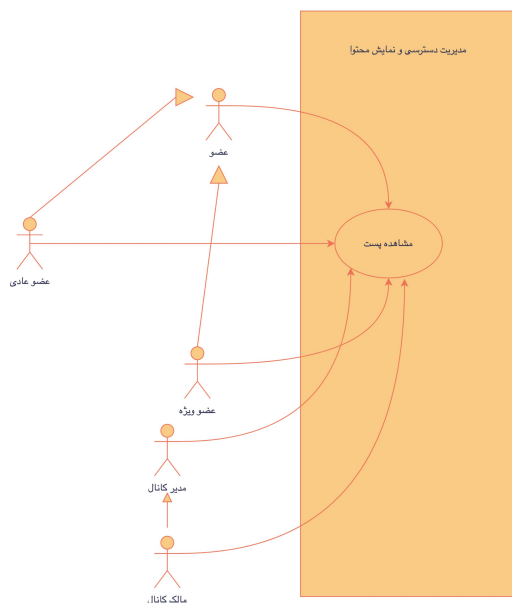 مدیریت دسترسی و نمایش محتوا
عضو
مشاهده پست
عضو عادی
عضو ویژه
مدیر کانال
مالک کانال